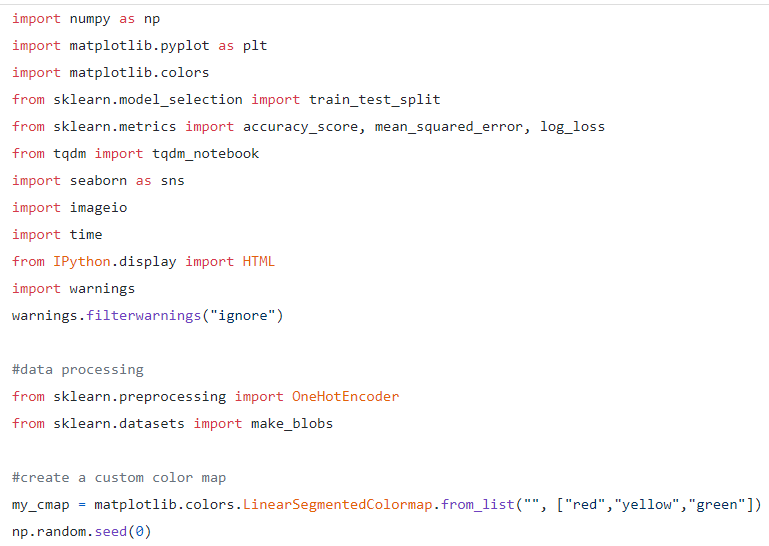 import numpy as np
import matplotlib.pyplot as plt
import matplotlib.colors
from sklearn.model_selection import train_test_split
from sklearn.metrics import accuracy_score, mean_squared_error, log_loss
from tqdm import tqdm_notebook
import seaborn as sns
import imageio
import time
from IPython.display import HTML
import warnings
warnings.filterwarnings("ignore")

#data processing
from sklearn.preprocessing import OneHotEncoder
from sklearn.datasets import make_blobs

#create a custom color map
my_cmap = matplotlib.colors.LinearSegmentedColormap.from_list("", ["red","yellow","green"])
np.random.seed(0)